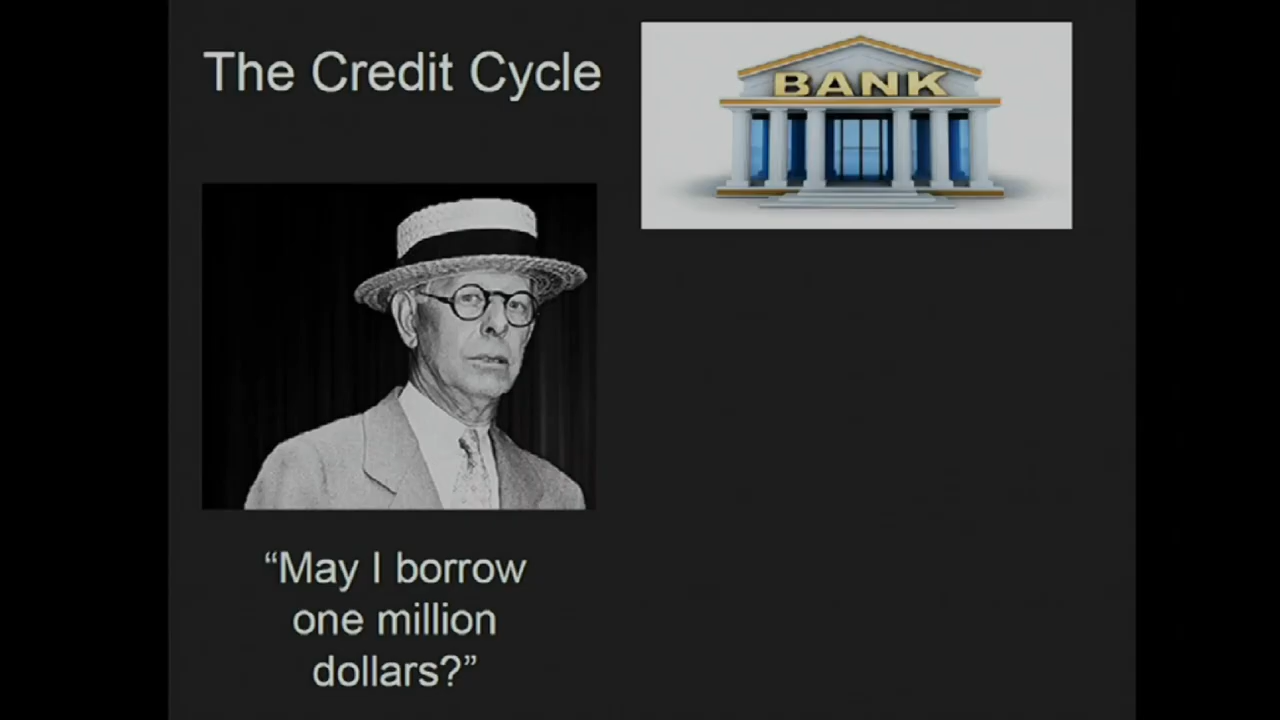 The Credit Cycle
BANK
“May I borrow
one million
dollars?”